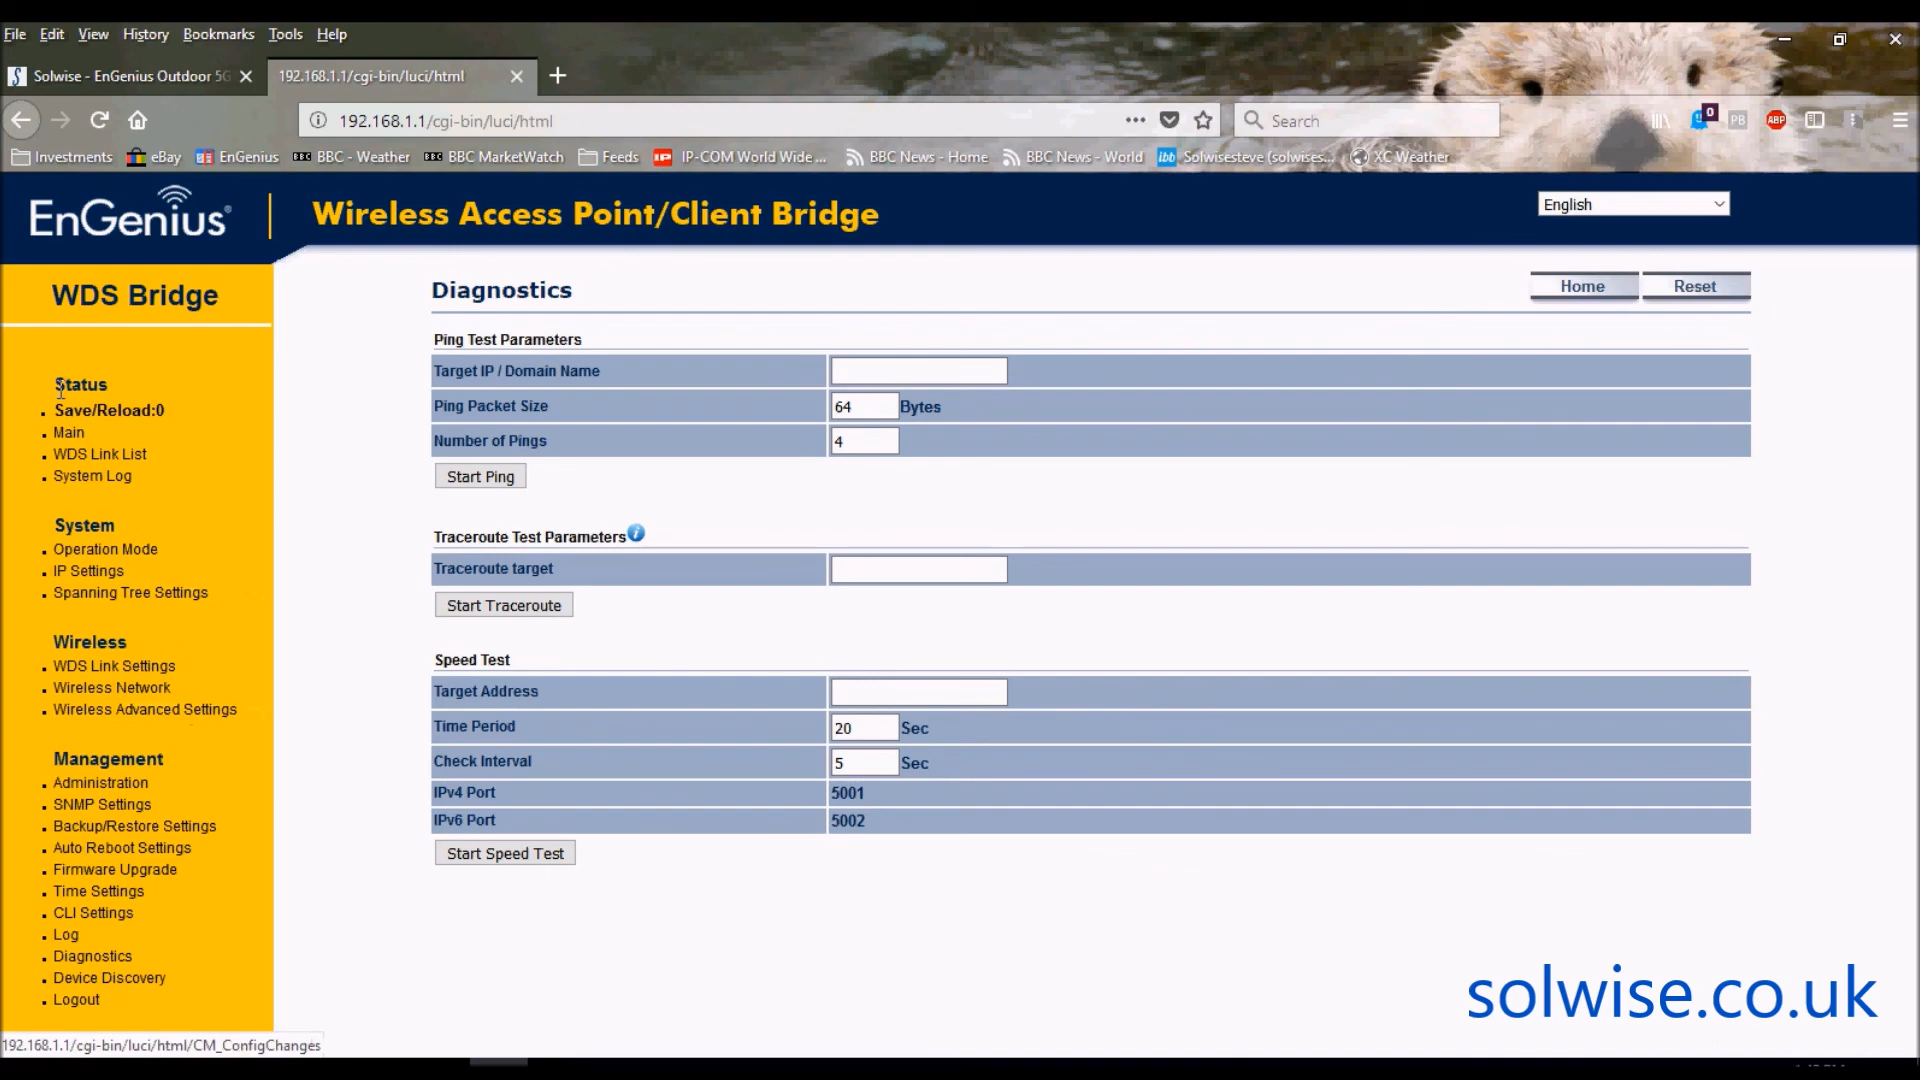 File Edit View History Bookmarks Tools Help
Solwise - EnGenius Outdoor 5G
192.168.1.1/cgi-bin/luci/html
192.168.1.1/cgi-bin/luci/html
Search
0
PB
ABP
Investments eBay EnGenius BBC - Weather BBC MarketWatch Feeds IP-COM World Wide ... BBC News - Home BBC News - World Solwisesteve (solwises... XC Weather
EnGenius®
Wireless Access Point/Client Bridge
English
WDS Bridge
Status
Save/Reload:0
Main
WDS Link List
System Log
System
Operation Mode
IP Settings
Spanning Tree Settings
Wireless
WDS Link Settings
Wireless Network
Wireless Advanced Settings
Management
Administration
SNMP Settings
Backup/Restore Settings
Auto Reboot Settings
Firmware Upgrade
Time Settings
CLI Settings
Log
Diagnostics
Device Discovery
Logout
Diagnostics
Home Reset
Ping Test Parameters
Target IP / Domain Name
Ping Packet Size 64 Bytes
Number of Pings 4
Start Ping
Traceroute Test Parameters
Traceroute target
Start Traceroute
Speed Test
Target Address
Time Period 20 Sec
Check Interval 5 Sec
IPv4 Port 5001
IPv6 Port 5002
Start Speed Test
solwise.co.uk
192.168.1.1/cgi-bin/luci/html/CM_ConfigChanges